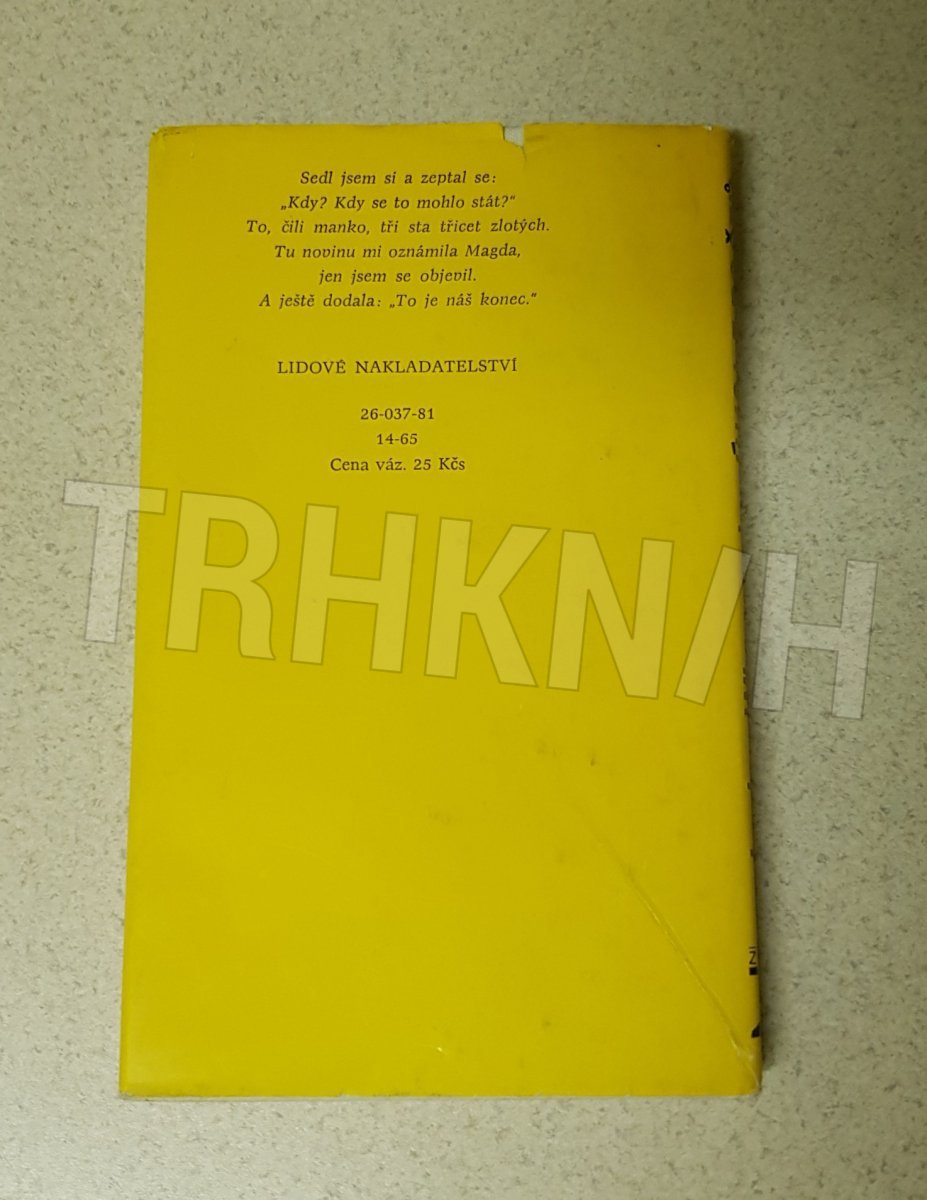 Sedl jsem si a zeptal se:
„Kdy? Kdy se to mohlo stát?“
To, čili manko, tři sta třicet zlotých.
Tu novinu mi oznámila Magda,
jen jsem se objevil.
A ještě dodala: „To je náš konec.“
LIDOVÉ NAKLADATELSTVÍ
26-037-81
14-65
Cena váz. 25 Kčs
TRHKN/H